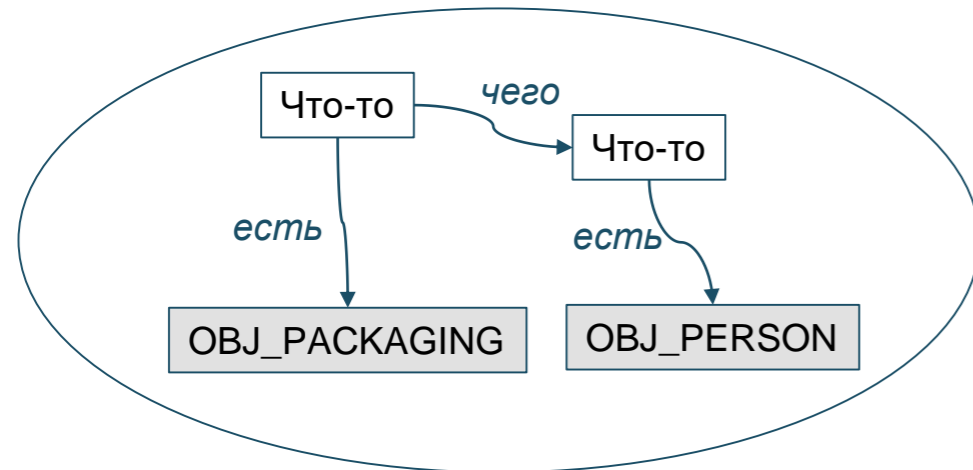 Что-то
чего
Что-то
есть
есть
OBJ_PACKAGING
OBJ_PERSON